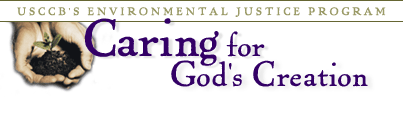 USCCB'S ENVIRONMENTAL JUSTICE PROGRAM
Caring for
God's Creation